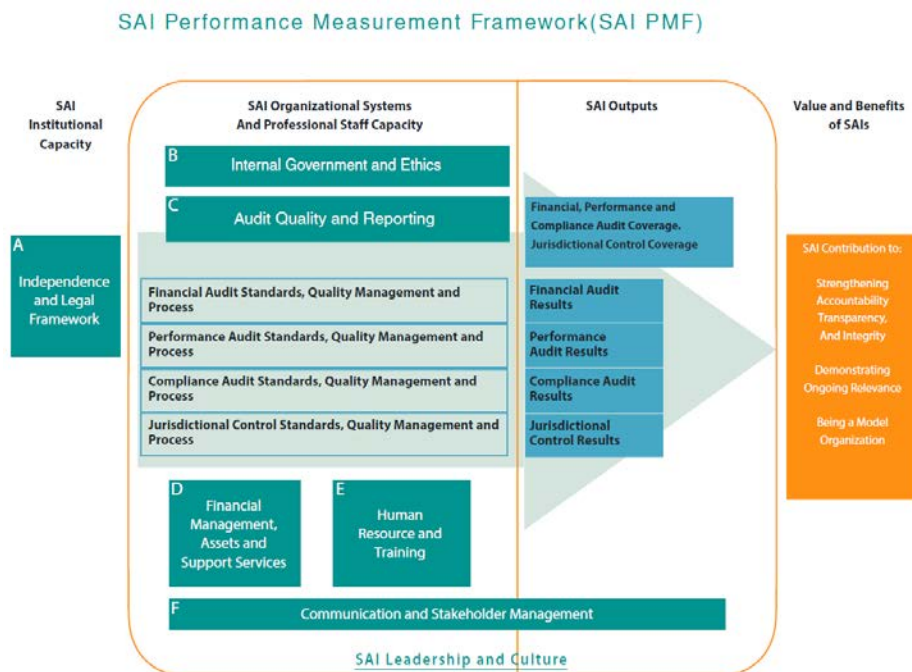 SAI Performance Measurement Framework(SAI PMF)
SAI
Institutional
Capacity
SAI Organizational Systems
And Professional Staff Capacity
SAI Outputs
Value and Benefits
of SAIs
A
Independence
and Legal
Framework
B
Internal Government and Ethics
C
Audit Quality and Reporting
Financial Audit Standards, Quality Management and
Process
Performance Audit Standards, Quality Management and
Process
Compliance Audit Standards, Quality Management and
Process
Jurisdictional Control Standards, Quality Management and
Process
Financial, Performance and
Compliance Audit Coverage.
Jurisdictional Control Coverage
Financial Audit
Results
Performance
Audit Results
Compliance Audit
Results
Jurisdictional
Control Results
D
Financial
Management,
Assets and
Support Services
E
Human
Resource and
Training
F
Communication and Stakeholder Management
SAI Leadership and Culture
SAI Contribution to:
Strengthening
Accountability
Transparency,
And Integrity
Demonstrating
Ongoing Relevance
Being a Model
Organization